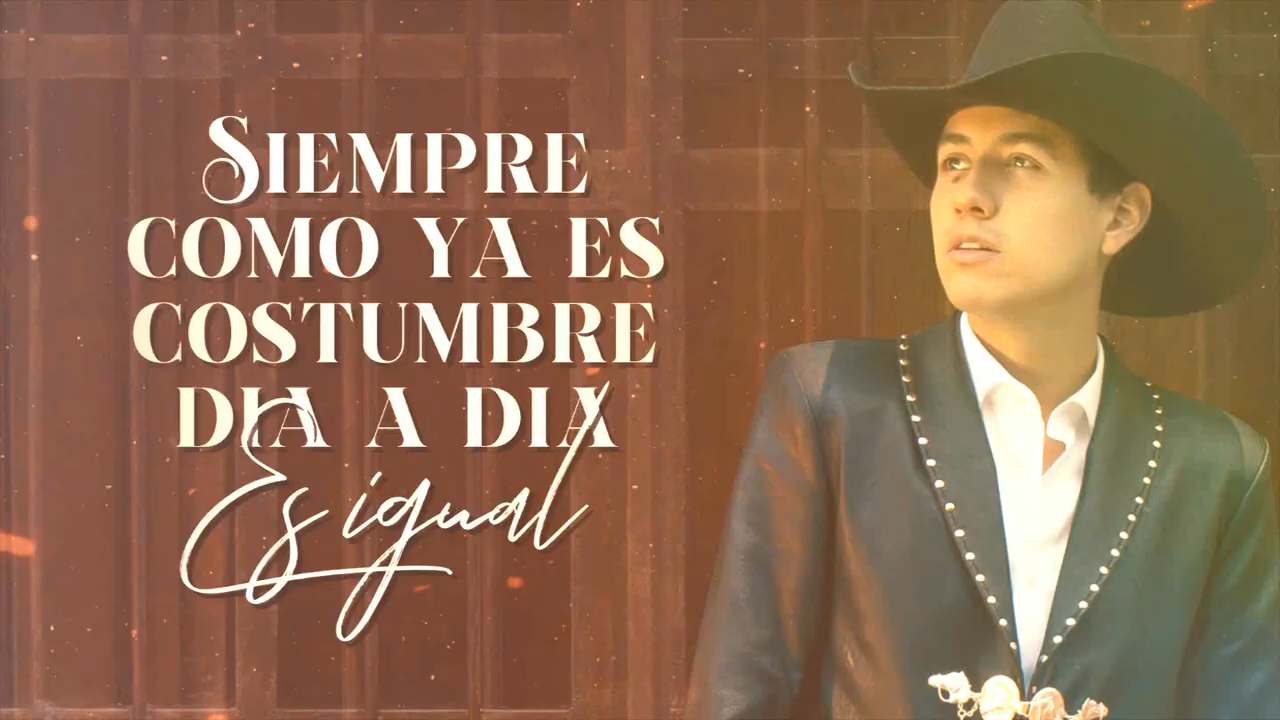 SIEMPRE
COMO YA ES
COSTUMBRE
DIA A DIA
Es igual